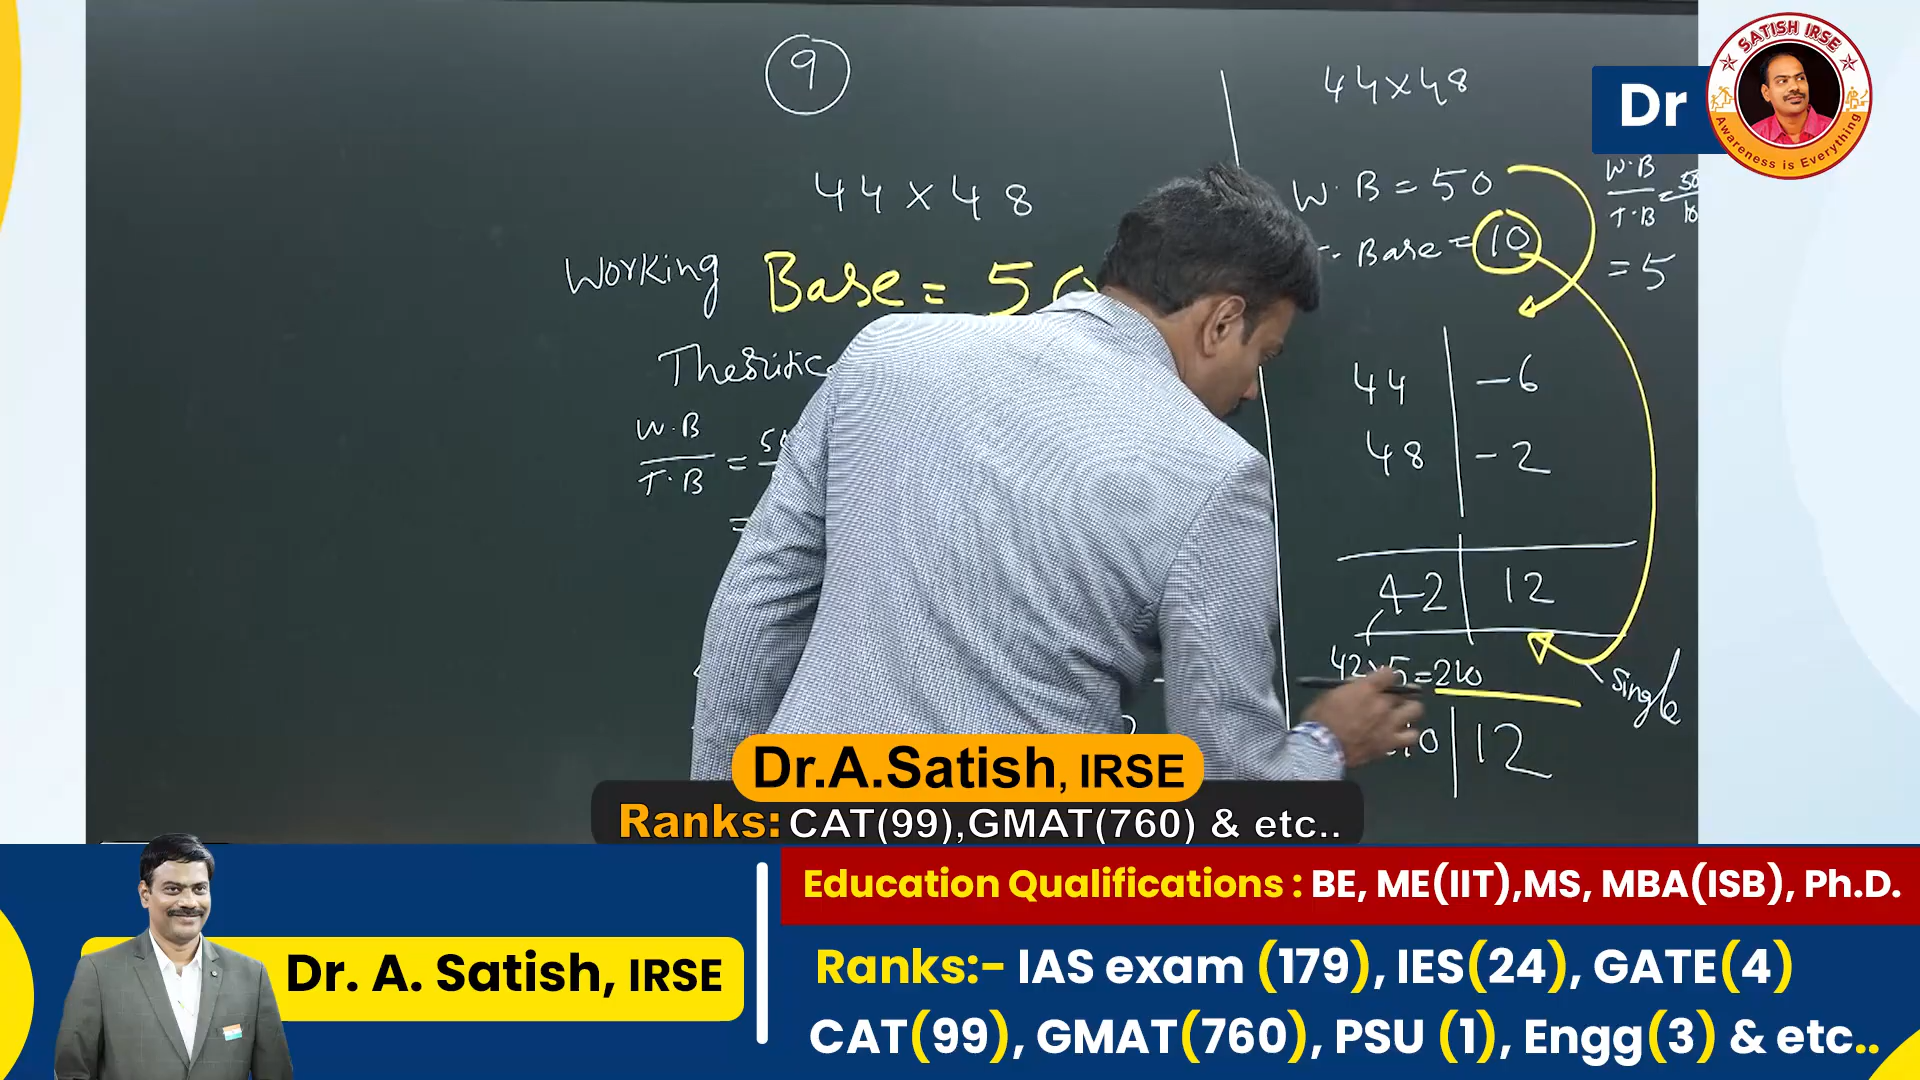 9
44×48
Working Base = 50
W.B
T.B
=
44×48
W.B = 50
Base = 10
W.B
T.B
= 5
44 | -6
48 | -2
42 | 12
42×5=210
Single
12
SATISH IRSE
Awareness is Everything
Dr
Dr.A.Satish, IRSE
Ranks: CAT(99),GMAT(760) & etc..
Dr. A. Satish, IRSE
Education Qualifications : BE, ME(IIT),MS, MBA(ISB), Ph.D.
Ranks:- IAS exam (179), IES(24), GATE(4)
CAT(99), GMAT(760), PSU (1), Engg(3) & etc..